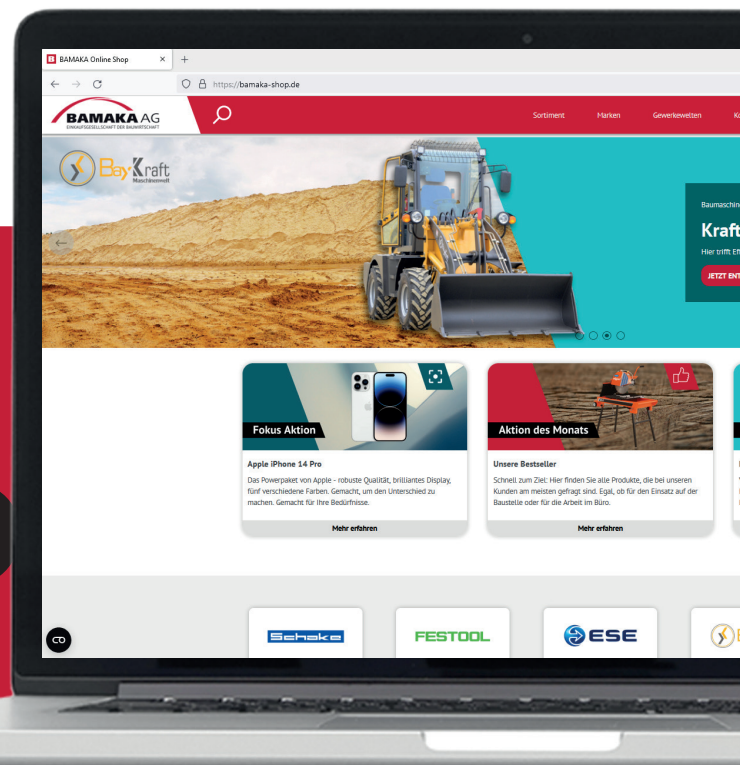 BAMAKA Online Shop
https://bamaka-shop.de
BAMAKA AG
EINKAUFSGESELLSCHAFT DER BAUWIRTSCHAFT
Sortiment Marken Gewerkewelten
Bay-Kraft
Maschinenwelt
Kraft
Hier trifft
JETZT
Fokus Aktion
Apple iPhone 14 Pro
Das Powerpaket von Apple - robuste Qualität, brilliantes Display,
fünf verschiedene Farben. Gemacht, um den Unterschied zu
machen. Gemacht für Ihre Bedürfnisse.
Mehr erfahren
Aktion des Monats
Unsere Bestseller
Schnell zum Ziel: Hier finden Sie alle Produkte, die bei unseren
Kunden am meisten gefragt sind. Egal, ob für den Einsatz auf der
Baustelle oder für die Arbeit im Büro.
Mehr erfahren
Schake
FESTOOL
ESE